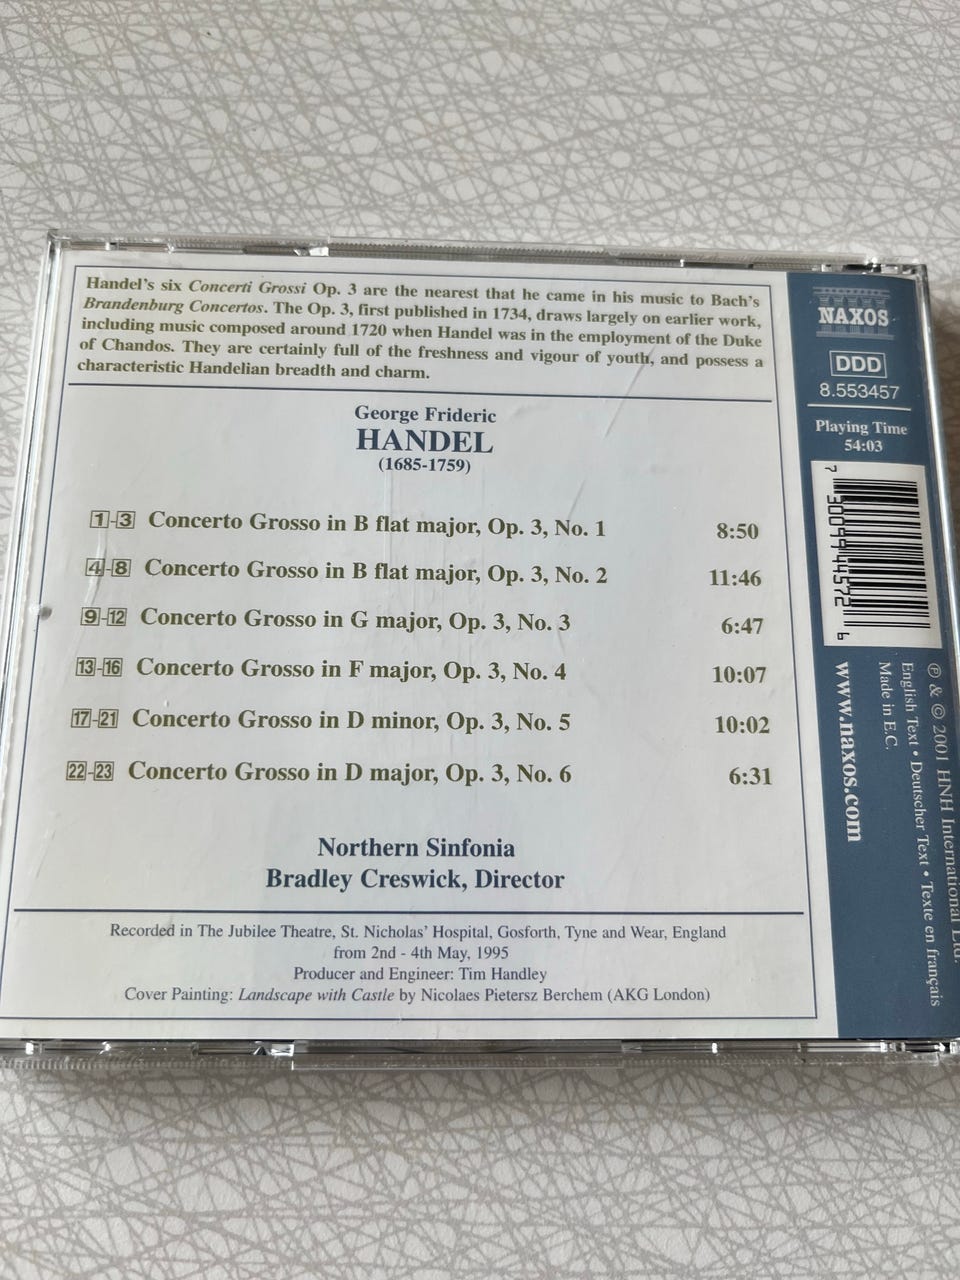 Handel's six Concerti Grossi Op. 3 are the nearest that he came in his music to Bach's
Brandenburg Concertos. The Op. 3, first published in 1734, draws largely on earlier work,
including music composed around 1720 when Handel was in the employment of the Duke
of Chandos. They are certainly full of the freshness and vigour of youth, and possess a
characteristic Handelian breadth and charm.
George Frideric
HANDEL
(1685-1759)
1-3 Concerto Grosso in B flat major, Op. 3, No. 1 8:50
4-8 Concerto Grosso in B flat major, Op. 3, No. 2 11:46
9-12 Concerto Grosso in G major, Op. 3, No. 3 6:47
13-16 Concerto Grosso in F major, Op. 3, No. 4 10:07
17-21 Concerto Grosso in D minor, Op. 3, No. 5 10:02
22-23 Concerto Grosso in D major, Op. 3, No. 6 6:31
Northern Sinfonia
Bradley Creswick, Director
Recorded in The Jubilee Theatre, St. Nicholas' Hospital, Gosforth, Tyne and Wear, England
from 2nd - 4th May, 1995
Producer and Engineer: Tim Handley
Cover Painting: Landscape with Castle by Nicolaes Pietersz Berchem (AKG London)
NAXOS
DDD
8.553457
Playing Time
54:03
7 30099 44572 6
℗ & © 2001 HNH International Ltd.
English Text • Deutscher Text • Texte en français
Made in E.C.
www.naxos.com